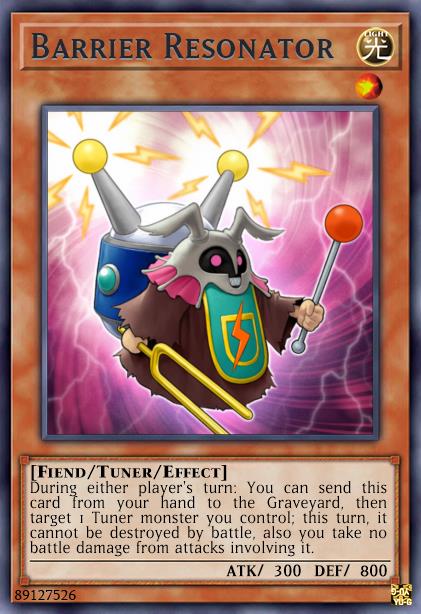 BARRIER RESONATOR
LIGHT
光
[FIEND/TUNER/EFFECT]
During either player's turn: You can send this
card from your hand to the Graveyard, then
target 1 Tuner monster you control; this turn, it
cannot be destroyed by battle, also you take no
battle damage from attacks involving it.
ATK/ 300 DEF/ 800
89127526